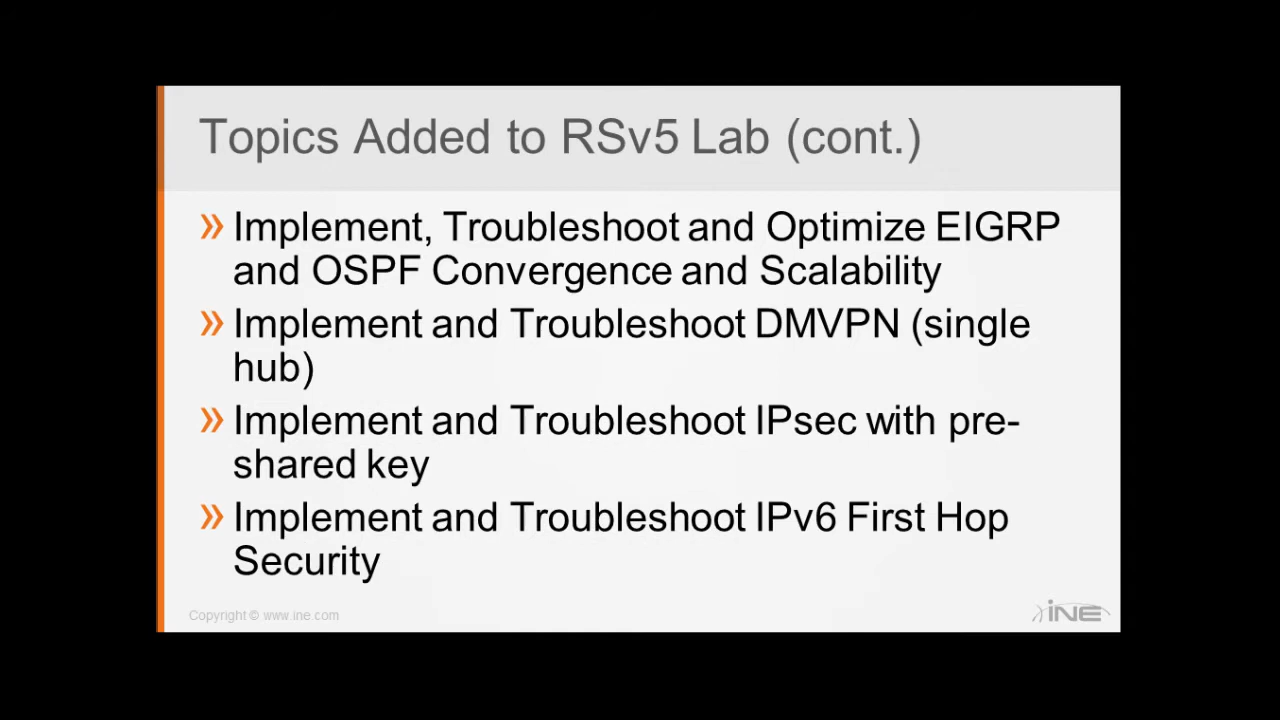 Topics Added to RSv5 Lab (cont.)
» Implement, Troubleshoot and Optimize EIGRP
and OSPF Convergence and Scalability
» Implement and Troubleshoot DMVPN (single
hub)
» Implement and Troubleshoot IPsec with pre-
shared key
» Implement and Troubleshoot IPv6 First Hop
Security
Copyright © www.ine.com
iNE